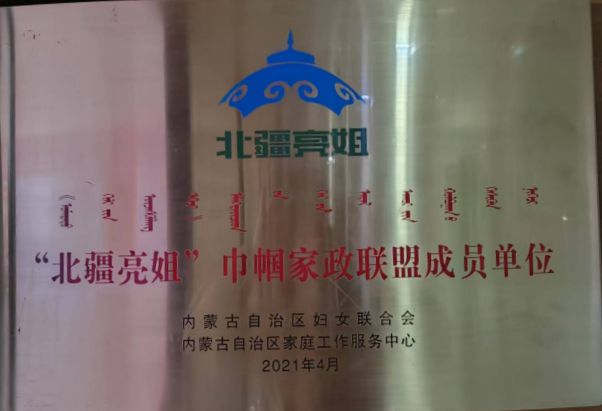 北疆亮姐
“北疆亮姐”巾帼家政联盟成员单位
内蒙古自治区妇女联合会
内蒙古自治区家庭工作服务中心
2021年4月